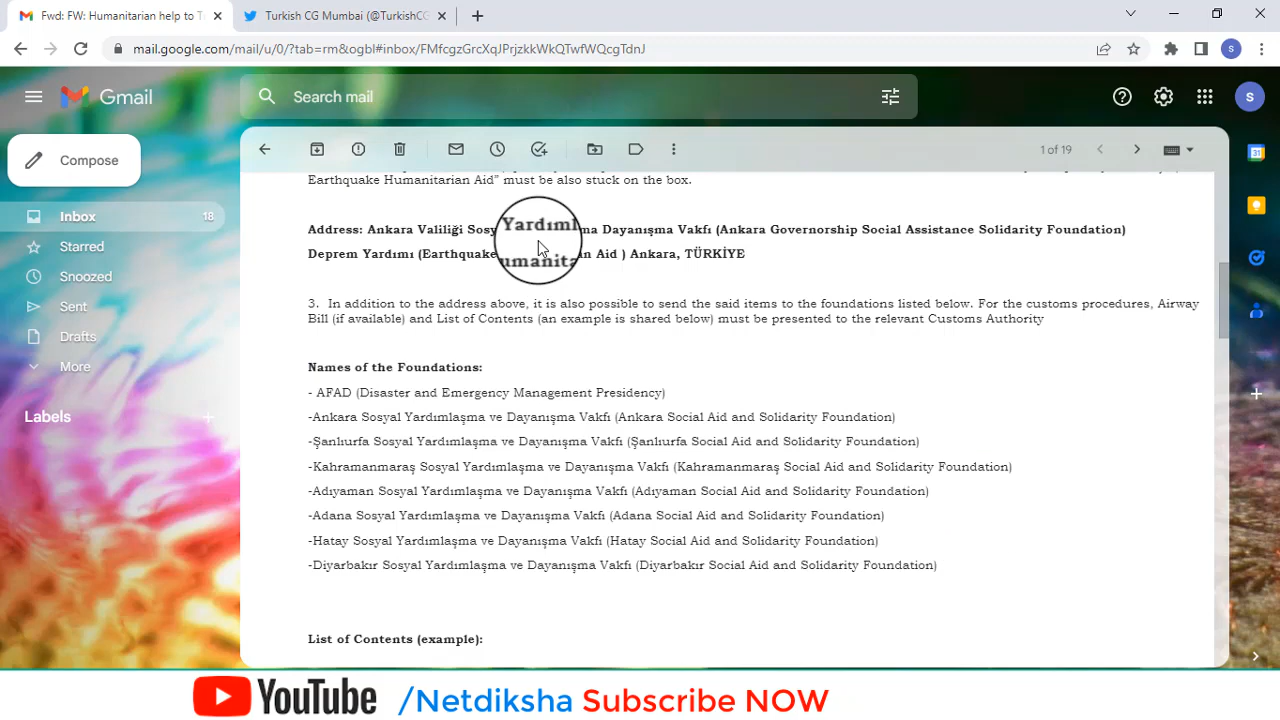 Fwd: FW: Humanitarian help to T
Turkish CG Mumbai (@TurkishCG
mail.google.com/mail/u/0/?tab=rm&ogbl#inbox/FMfcgzGrcXqJPrjzkkWkQTwfWQcgTdnJ
S
Gmail
Search mail
S
Compose
1 of 19
Inbox 18
Starred
Snoozed
Sent
Drafts
More
Labels
Earthquake Humanitarian Aid” must be also stuck on the box.
Address: Ankara Valiliği Sosy Yardıml ma Dayanışma Vakfı (Ankara Governorship Social Assistance Solidarity Foundation)
Deprem Yardımı (Earthquake umanita n Aid ) Ankara, TÜRKİYE
3. In addition to the address above, it is also possible to send the said items to the foundations listed below. For the customs procedures, Airway
Bill (if available) and List of Contents (an example is shared below) must be presented to the relevant Customs Authority
Names of the Foundations:
- AFAD (Disaster and Emergency Management Presidency)
-Ankara Sosyal Yardımlaşma ve Dayanışma Vakfı (Ankara Social Aid and Solidarity Foundation)
-Şanlıurfa Sosyal Yardımlaşma ve Dayanışma Vakfı (Şanlıurfa Social Aid and Solidarity Foundation)
-Kahramanmaraş Sosyal Yardımlaşma ve Dayanışma Vakfı (Kahramanmaraş Social Aid and Solidarity Foundation)
-Adıyaman Sosyal Yardımlaşma ve Dayanışma Vakfı (Adıyaman Social Aid and Solidarity Foundation)
-Adana Sosyal Yardımlaşma ve Dayanışma Vakfı (Adana Social Aid and Solidarity Foundation)
-Hatay Sosyal Yardımlaşma ve Dayanışma Vakfı (Hatay Social Aid and Solidarity Foundation)
-Diyarbakır Sosyal Yardımlaşma ve Dayanışma Vakfı (Diyarbakır Social Aid and Solidarity Foundation)
List of Contents (example):
YouTube /Netdiksha Subscribe NOW